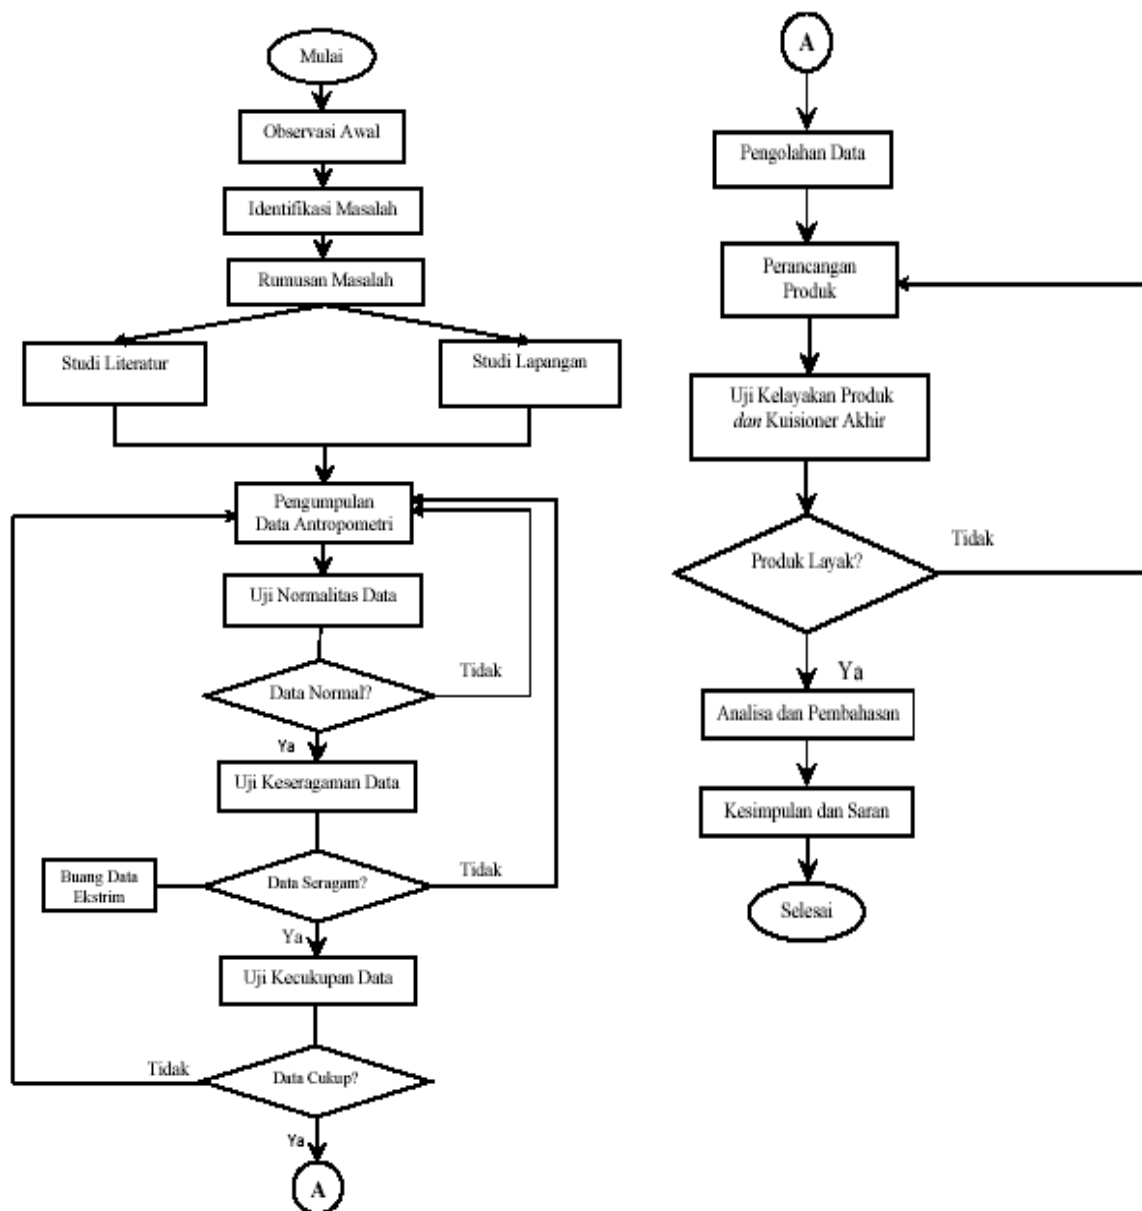 Mulai
Observasi Awal
Identifikasi Masalah
Rumusan Masalah
Studi Literatur
Studi Lapangan
Pengumpulan
Data Antropometri
Uji Normalitas Data
Tidak
Data Normal?
Ya
Uji Keseragaman Data
Buang Data
Ekstrim
Data Seragam?
Tidak
Ya
Uji Kecukupan Data
Tidak
Data Cukup?
Ya
A
A
Pengolahan Data
Perancangan
Produk
Uji Kelayakan Produk
dan Kuisioner Akhir
Produk Layak?
Tidak
Ya
Analisa dan Pembahasan
Kesimpulan dan Saran
Selesai